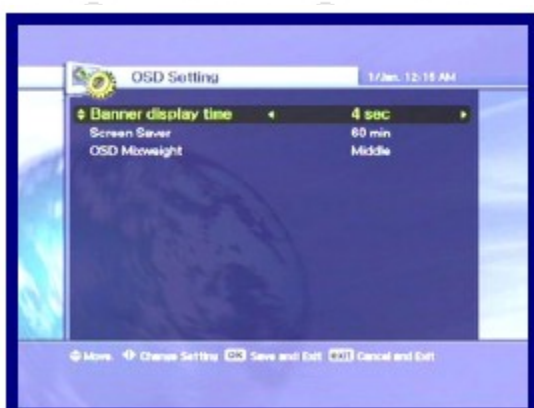 OSD Setting 1/Jan. 12:15 AM
Banner display time 4 sec
Screen Saver 60 min
OSD Mixweight Middle
Move. Change Setting OK Save and Exit exit Cancel and Exit